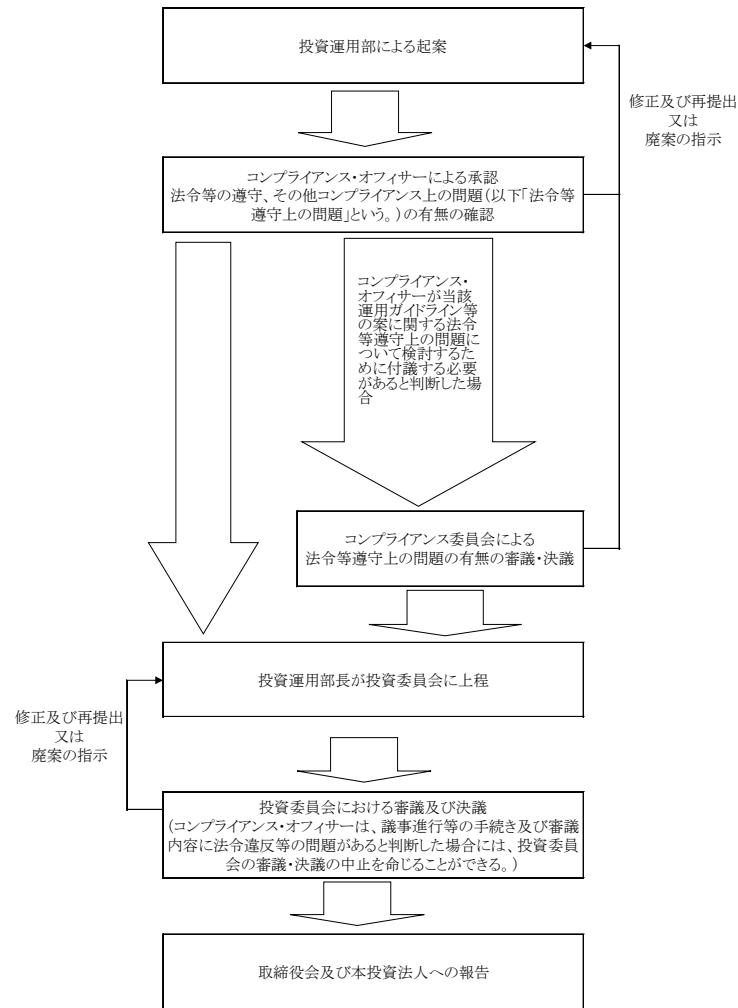 投資運用部による起案
修正及び再提出
又は
廃案の指示
コンプライアンス・オフィサーによる承認
法令等の遵守、その他コンプライアンス上の問題(以下「法令等
遵守上の問題」という。)の有無の確認
コンプライアンス・
オフィサーが当該
運用ガイドライン等
の案に関する法令
等遵守上の問題に
ついて検討するた
めに付議する必要
があると判断した場
合
コンプライアンス委員会による
法令等遵守上の問題の有無の審議・決議
投資運用部長が投資委員会に上程
修正及び再提出
又は
廃案の指示
投資委員会における審議及び決議
(コンプライアンス・オフィサーは、議事進行等の手続き及び審議
内容に法令違反等の問題があると判断した場合には、投資委員
会の審議・決議の中止を命じることができる。)
取締役会及び本投資法人への報告